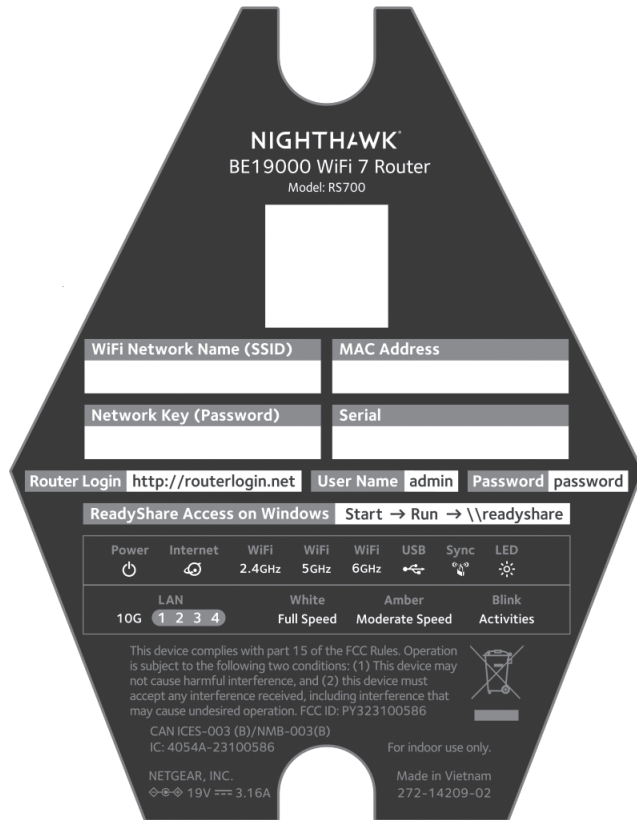 NIGHTHAWK®
BE19000 WiFi 7 Router
Model: RS700
WiFi Network Name (SSID)
MAC Address
Network Key (Password)
Serial
Router Login http://routerlogin.net User Name admin Password password
ReadyShare Access on Windows Start → Run → \\readyshare
Power Internet WiFi WiFi WiFi USB Sync LED
2.4GHz 5GHz 6GHz
LAN White Amber Blink
10G 1 2 3 4 Full Speed Moderate Speed Activities
This device complies with part 15 of the FCC Rules. Operation
is subject to the following two conditions: (1) This device may
not cause harmful interference, and (2) this device must
accept any interference received, including interference that
may cause undesired operation. FCC ID: PY323100586
CAN ICES-003 (B)/NMB-003(B)
IC: 4054A-23100586 For indoor use only.
NETGEAR, INC. Made in Vietnam
19V 3.16A 272-14209-02